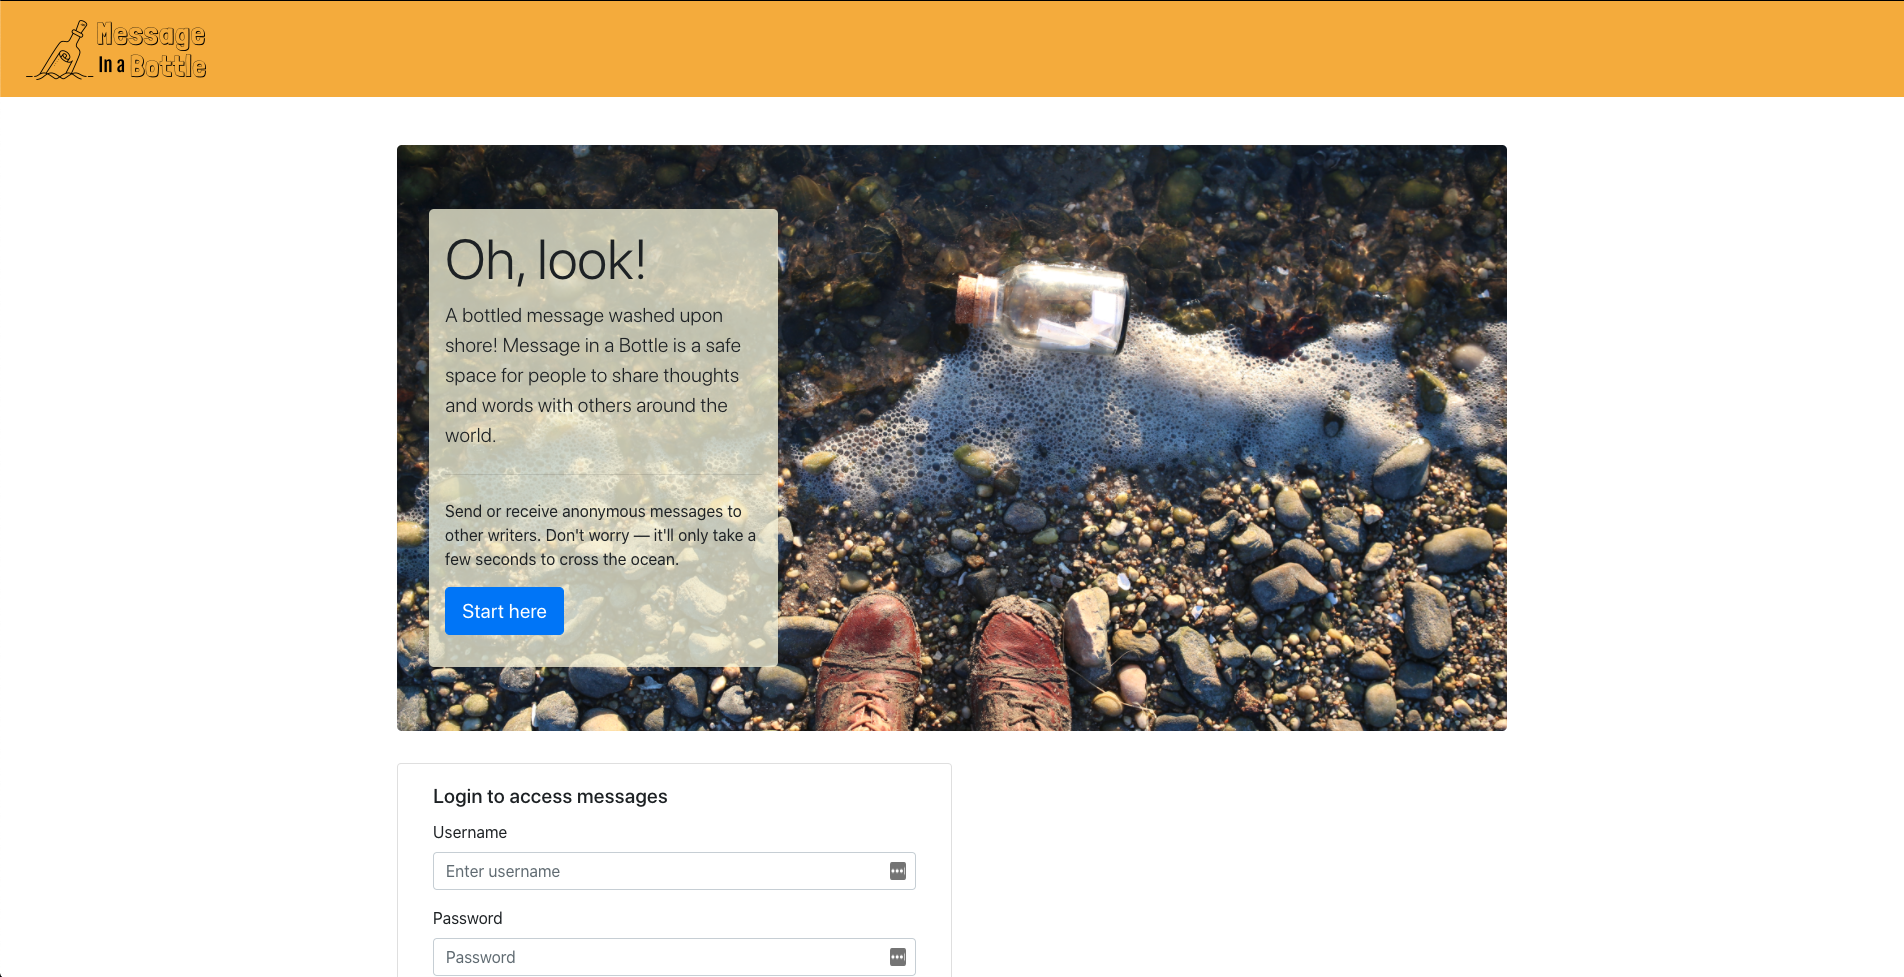 Message
In a Bottle
Oh, look!
A bottled message washed upon
shore! Message in a Bottle is a safe
space for people to share thoughts
and words with others around the
world.
Send or receive anonymous messages to
other writers. Don't worry — it'll only take a
few seconds to cross the ocean.
Start here
Login to access messages
Username
Enter username
Password
Password